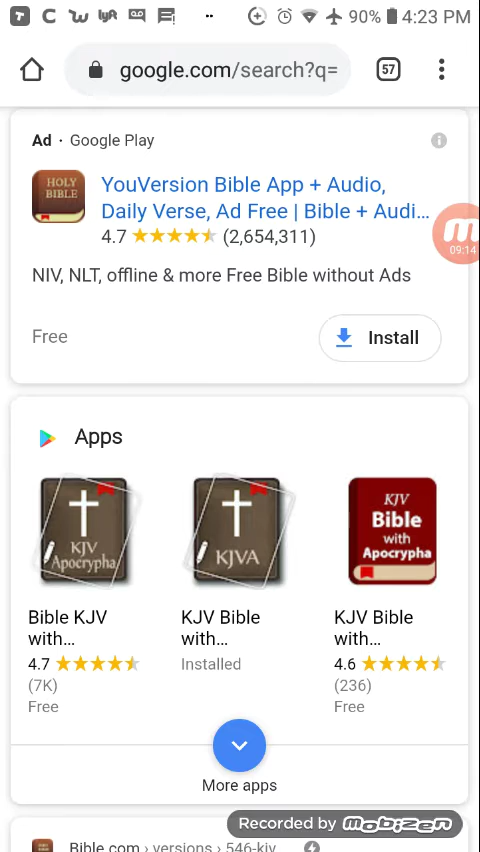 90% 4:23 PM
google.com/search?q=
57
Ad · Google Play
HOLY
BIBLE
YouVersion Bible App + Audio,
Daily Verse, Ad Free | Bible + Audi...
4.7 (2,654,311)
09:14
NIV, NLT, offline & more Free Bible without Ads
Free
Install
Apps
KJV
Apocrypha
KJVA
KJV
Bible
with
Apocrypha
Bible KJV
with...
4.7
(7K)
Free
KJV Bible
with...
Installed
KJV Bible
with...
4.6
(236)
Free
More apps
Recorded by mobizen
Bible.com › versions › 546-kjv